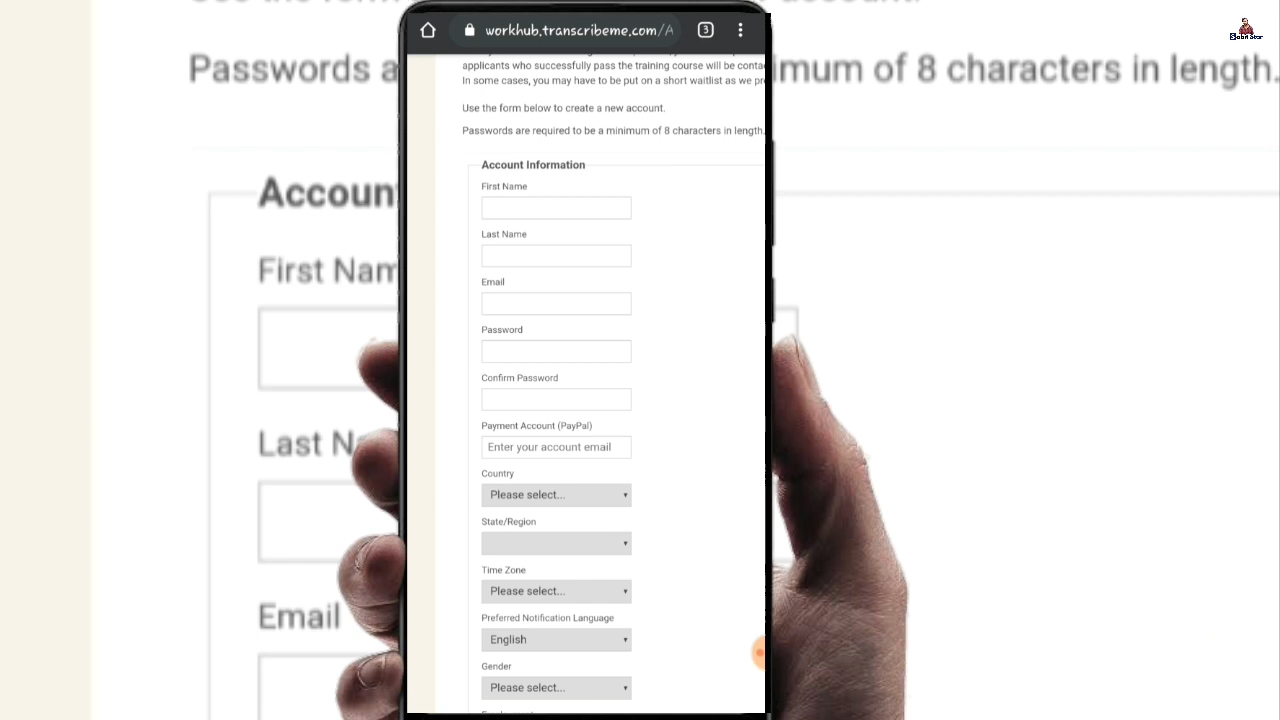 workhub.transcribeme.com/A
3
applicants who successfully pass the training course will be
In some cases, you may have to be put on a short waitlist as we
Use the form below to create a new account.
Passwords are required to be a minimum of 8 characters in length.
Account Information
First Name
Last Name
Email
Password
Confirm Password
Payment Account (PayPal)
Enter your account email
Country
Please select...
State/Region
Time Zone
Please select...
Preferred Notification Language
English
Gender
Please select...
Passwords a
imum of 8 characters in length.
Accoun
First Nam
Last Na
Email